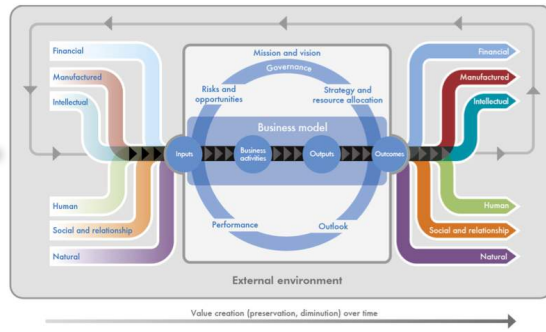 Financial
Manufactured
Intellectual
Human
Social and relationship
Natural
Mission and vision
Governance
Risks and
opportunities
Strategy and
resource allocation
Business model
Inputs
Business
activities
Outputs
Outcomes
Performance
Outlook
Financial
Manufactured
Intellectual
Human
Social and relationship
Natural
External environment
Value creation (preservation, diminution) over time